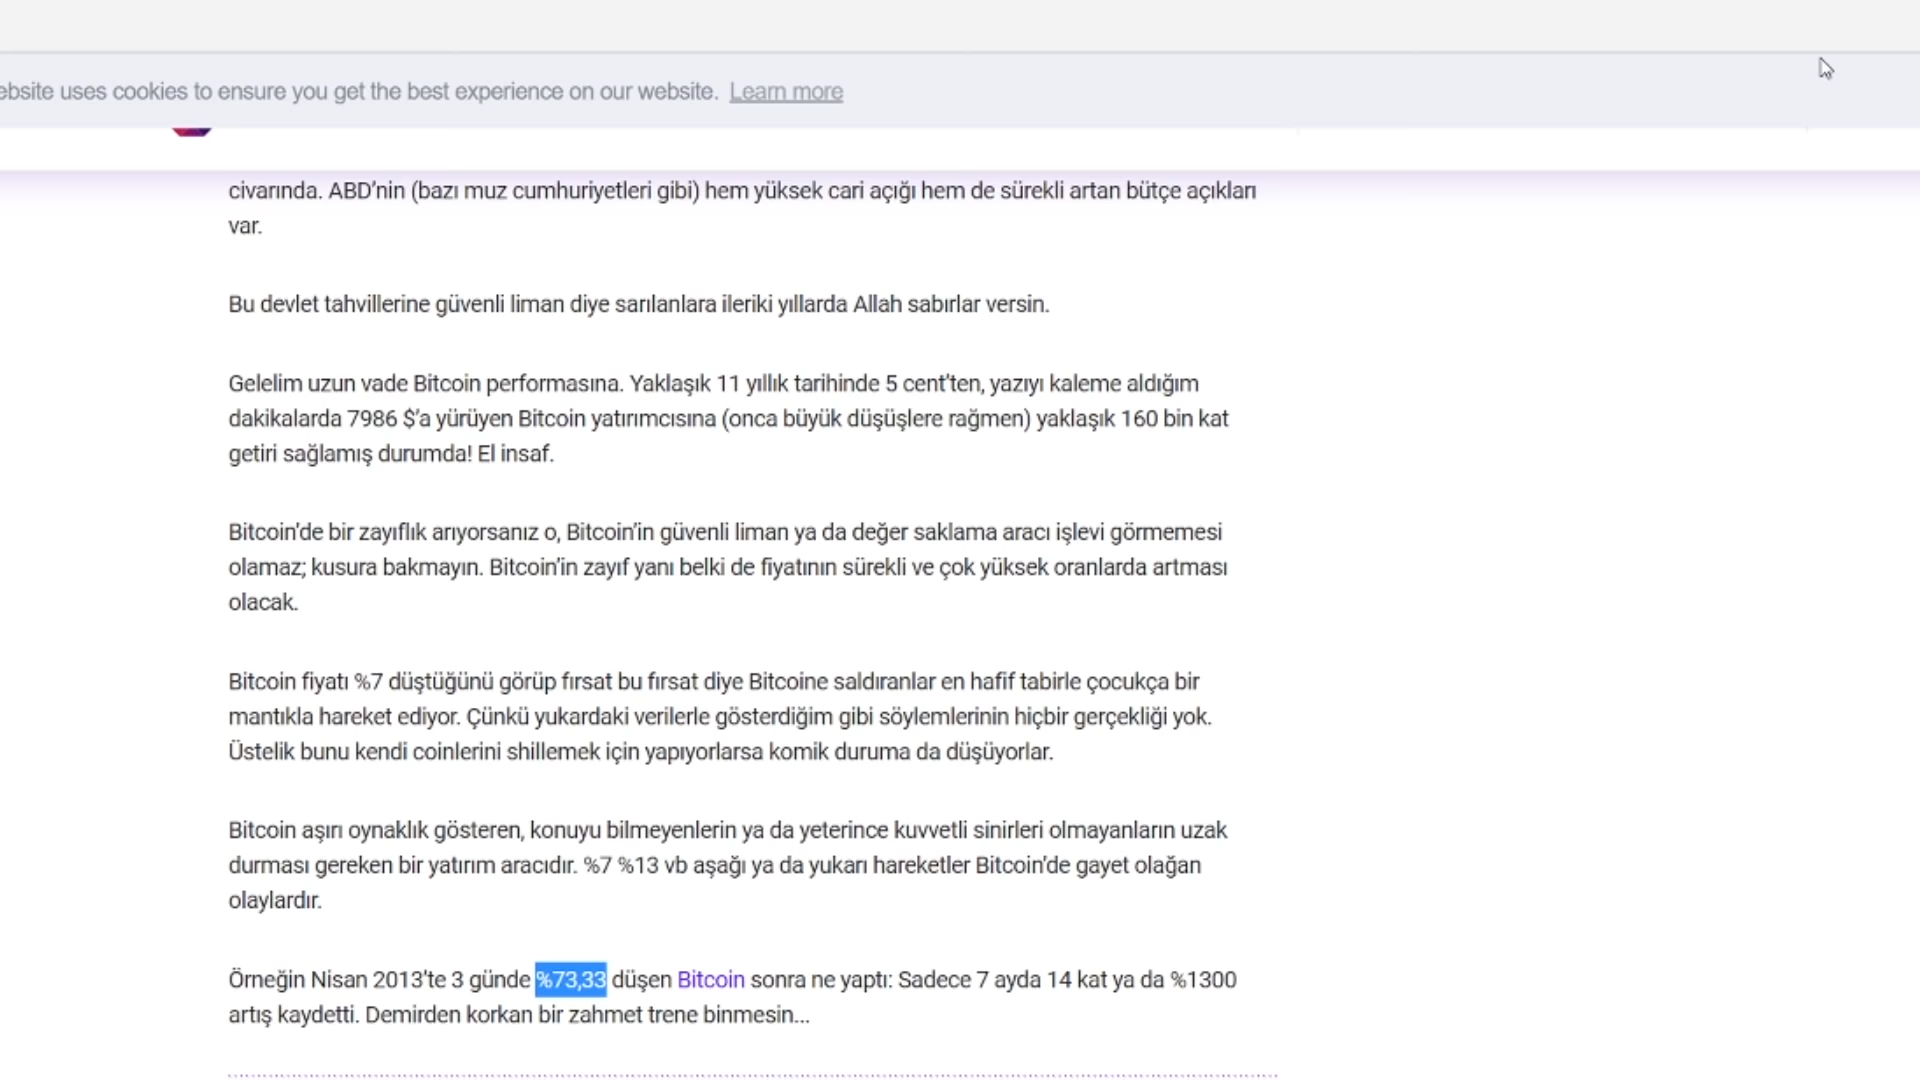 ebsite uses cookies to ensure you get the best experience on our website. Learn more
civarında. ABD’nin (bazı muz cumhuriyetleri gibi) hem yüksek cari açığı hem de sürekli artan bütçe açıkları
var.
Bu devlet tahvillerine güvenli liman diye sarılanlara ileriki yıllarda Allah sabırlar versin.
Gelelim uzun vade Bitcoin performasına. Yaklaşık 11 yıllık tarihinde 5 cent’ten, yazıyı kaleme aldığım
dakikalarda 7986 $’a yürüyen Bitcoin yatırımcısına (onca büyük düşüşlere rağmen) yaklaşık 160 bin kat
getiri sağlamış durumda! El insaf.
Bitcoin’de bir zayıflık arıyorsanız o, Bitcoin’in güvenli liman ya da değer saklama aracı işlevi görmemesi
olamaz; kusura bakmayın. Bitcoin’in zayıf yanı belki de fiyatının sürekli ve çok yüksek oranlarda artması
olacak.
Bitcoin fiyatı %7 düştüğünü görüp fırsat bu fırsat diye Bitcoine saldıranlar en hafif tabirle çocukça bir
mantıkla hareket ediyor. Çünkü yukardaki verilerle gösterdiğim gibi söylemlerinin hiçbir gerçekliği yok.
Üstelik bunu kendi coinlerini shillemek için yapıyorlarsa komik duruma da düşüyorlar.
Bitcoin aşırı oynaklık gösteren, konuyu bilmeyenlerin ya da yeterince kuvvetli sinirleri olmayanların uzak
durması gereken bir yatırım aracıdır. %7 %13 vb aşağı ya da yukarı hareketler Bitcoin’de gayet olağan
olaylardır.
Örneğin Nisan 2013’te 3 günde %73,33 düşen Bitcoin sonra ne yaptı: Sadece 7 ayda 14 kat ya da %1300
artış kaydetti. Demirden korkan bir zahmet trene binmesin...